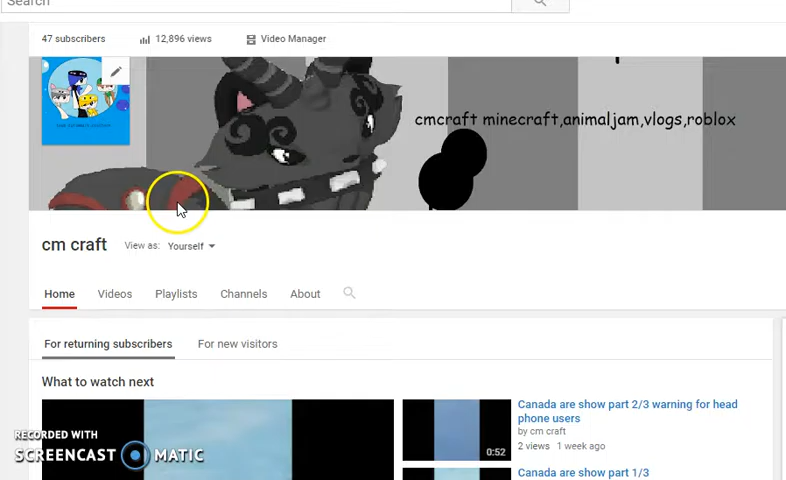 Search
47 subscribers
12,896 views
Video Manager
cmcraft minecraft,animaljam,vlogs,roblox
cm craft
View as:
Yourself
Home
Videos
Playlists
Channels
About
For returning subscribers
For new visitors
What to watch next
Canada are show part 2/3 warning for head
phone users
by cm craft
2 views 1 week ago
0:52
Canada are show part 1/3
RECORDED WITH
SCREENCAST MATIC